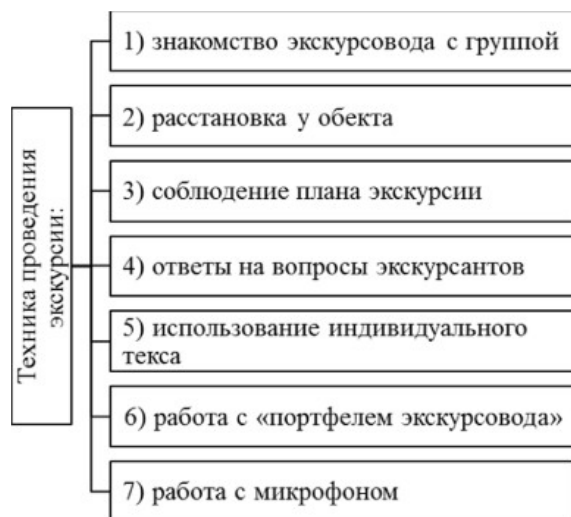 Техника проведения
экскурсии:
1) знакомство экскурсовода с группой
2) расстановка у обекта
3) соблюдение плана экскурсии
4) ответы на вопросы экскурсантов
5) использование индивидуального
текса
6) работа с «портфелем экскурсовода»
7) работа с микрофоном